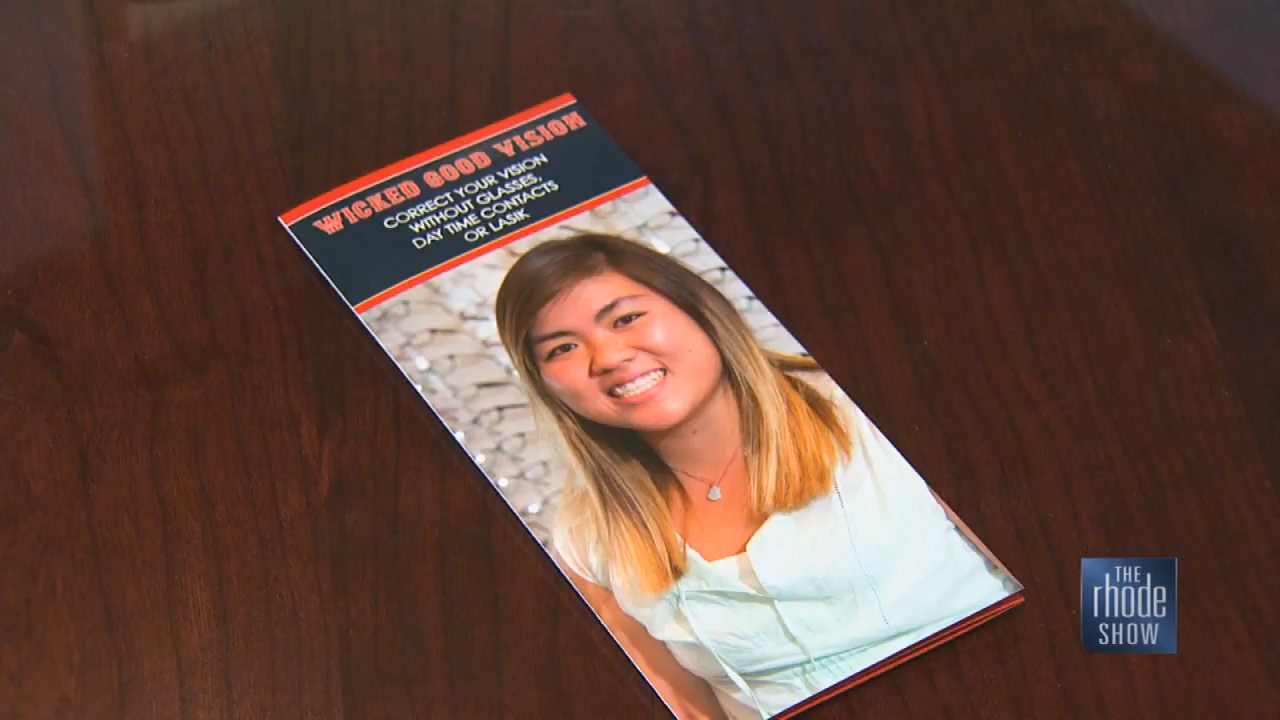 WICKED GOOD VISION
CORRECT YOUR VISION
WITHOUT GLASSES,
DAY TIME CONTACTS
OR LASIK
THE
rhode
SHOW